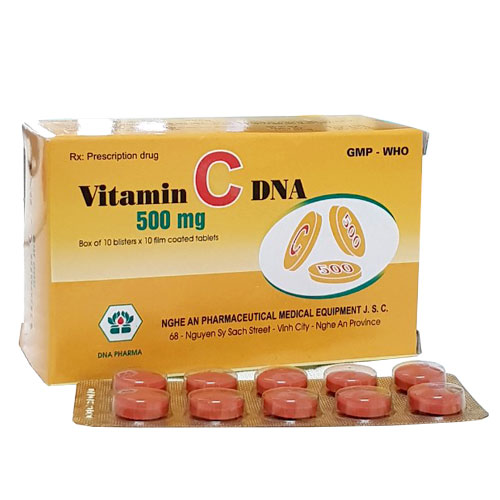 Rx: Prescription drug
GMP - WHO
Vitamin C DNA
500 mg
Box of 10 blisters x 10 film coated tablets
C
500
500
NGHE AN PHARMACEUTICAL MEDICAL EQUIPMENT J. S. C.
68 - Nguyen Sy Sach Street - Vinh City - Nghe An Province
DNA PHARMA